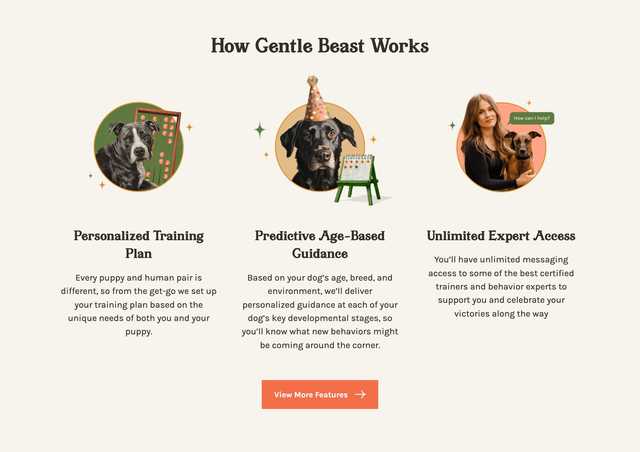 How Gentle Beast Works
How can I help?
Personalized Training
Plan
Every puppy and human pair is
different, so from the get-go we set up
your training plan based on the
unique needs of both you and your
puppy.
Predictive Age-Based
Guidance
Based on your dog's age, breed, and
environment, we'll deliver
personalized guidance at each of your
dog's key developmental stages, so
you'll know what new behaviors might
be coming around the corner.
Unlimited Expert Access
You'll have unlimited messaging
access to some of the best certified
trainers and behavior experts to
support you and celebrate your
victories along the way
View More Features